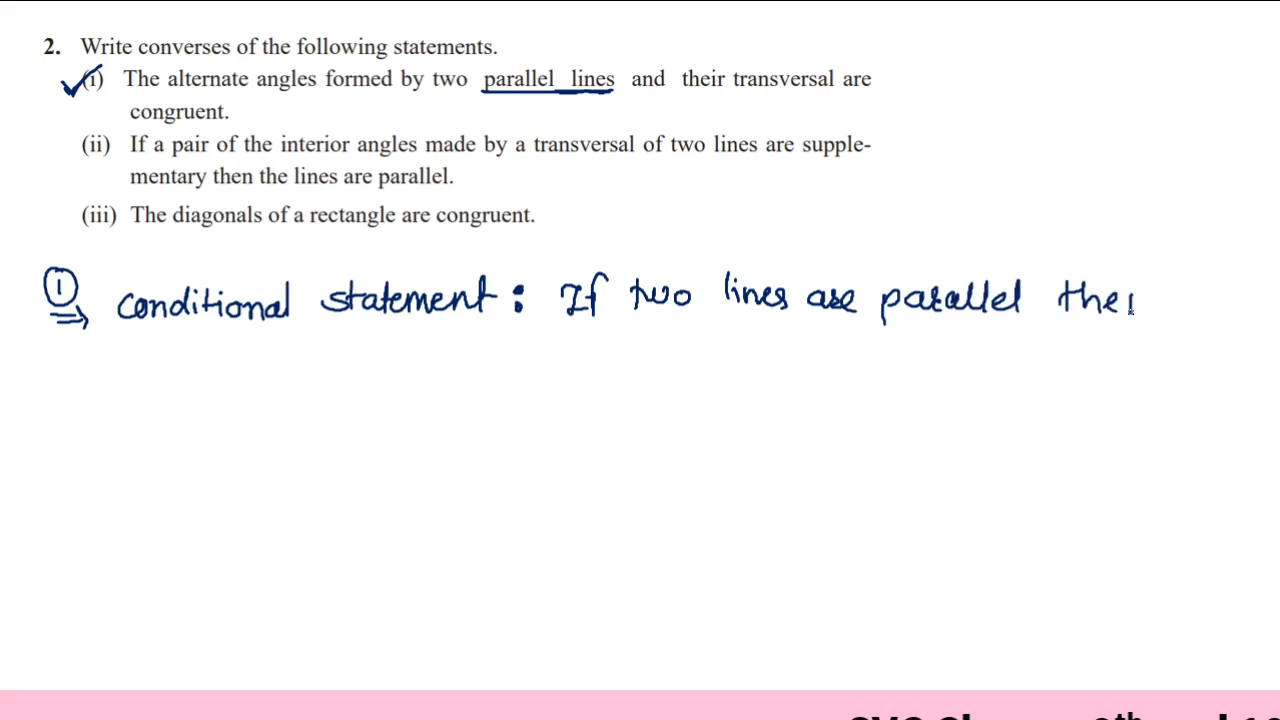 2. Write converses of the following statements.
(i) The alternate angles formed by two parallel lines and their transversal are
congruent.
(ii) If a pair of the interior angles made by a transversal of two lines are supple-
mentary then the lines are parallel.
(iii) The diagonals of a rectangle are congruent.
① conditional statement : If two lines are parallel the